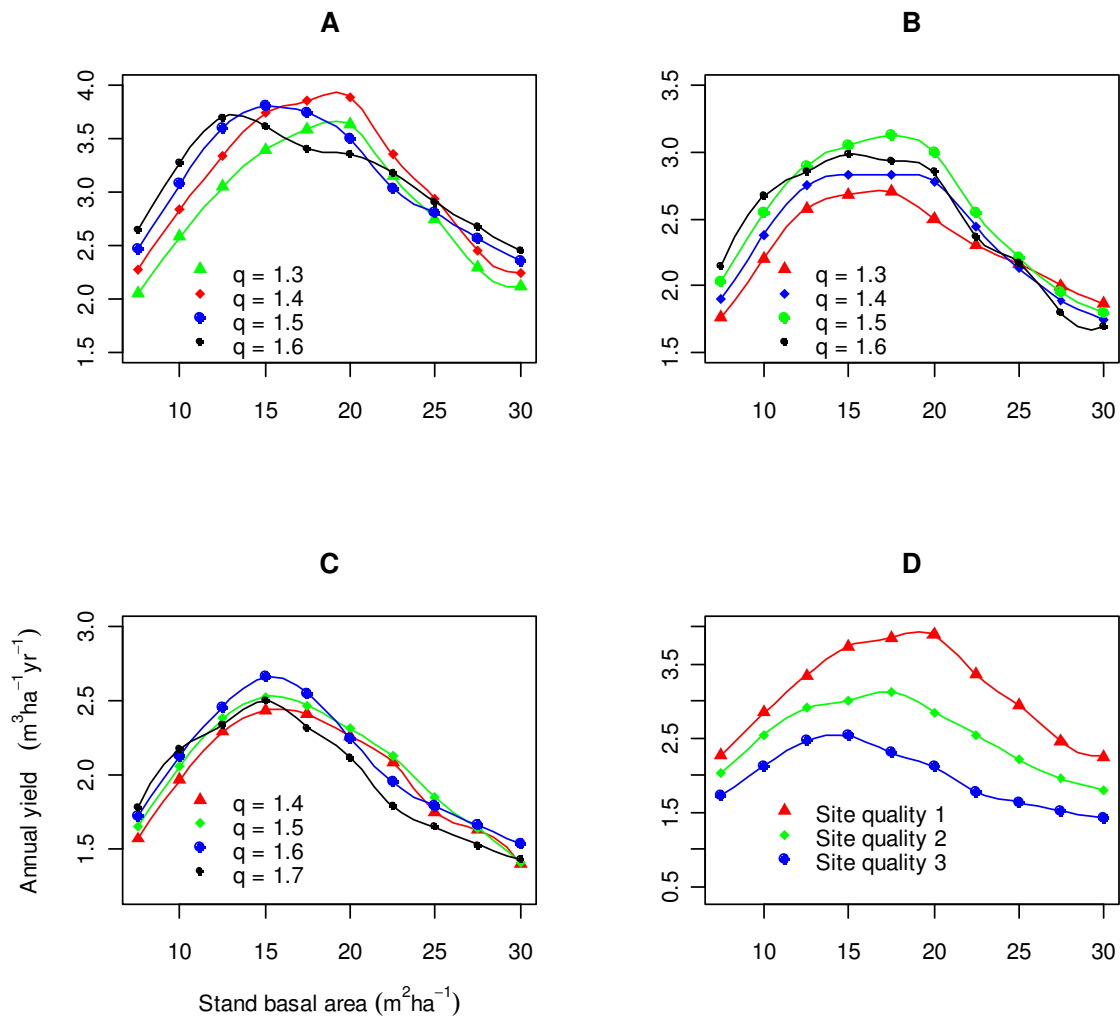 A
4.0
3.5
3.0
2.5
2.0
1.5
q = 1.3
q = 1.4
q = 1.5
q = 1.6
10 15 20 25 30
B
3.5
3.0
2.5
2.0
1.5
q = 1.3
q = 1.4
q = 1.5
q = 1.6
10 15 20 25 30
C
3.0
2.5
2.0
1.5
q = 1.4
q = 1.5
q = 1.6
q = 1.7
10 15 20 25 30
Annual yield (m³ha⁻¹yr⁻¹)
Stand basal area (m²ha⁻¹)
D
3.5
2.5
1.5
0.5
Site quality 1
Site quality 2
Site quality 3
10 15 20 25 30